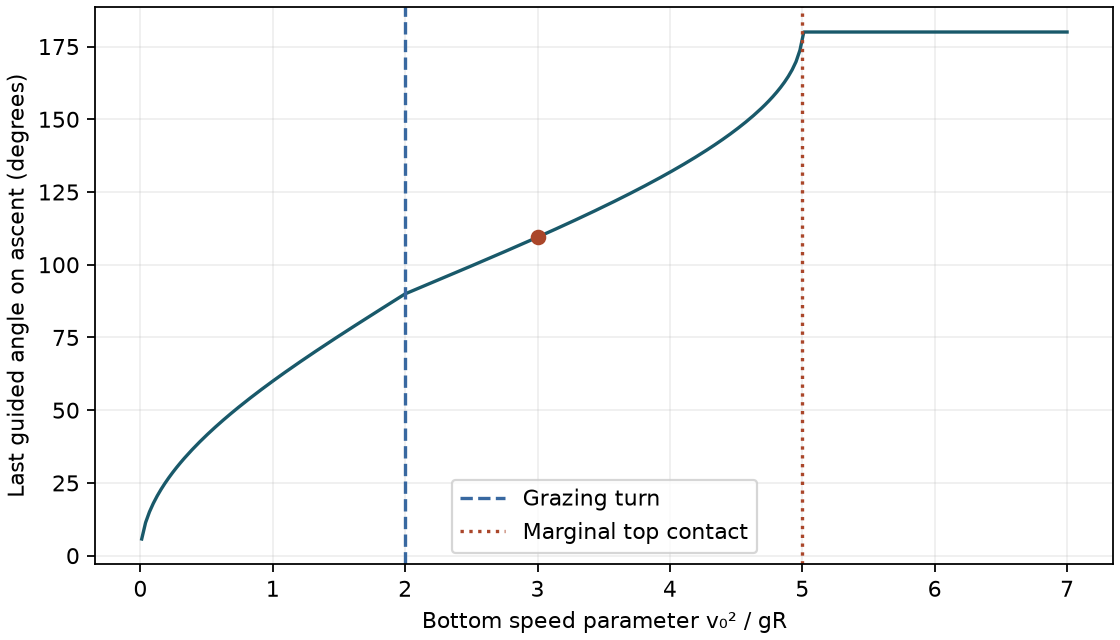 Last guided angle on ascent (degrees)
175
150
125
100
75
50
25
0
Grazing turn
Marginal top contact
0 1 2 3 4 5 6 7
Bottom speed parameter v₀² / gR